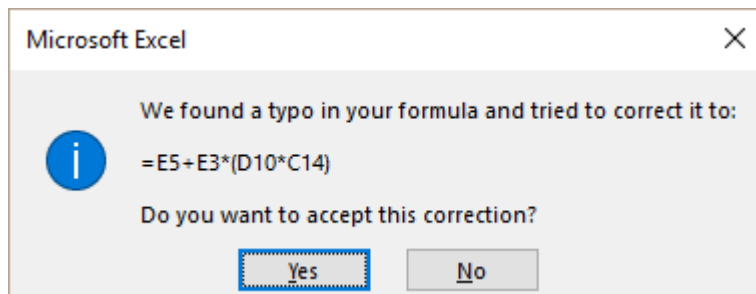 Microsoft Excel
We found a typo in your formula and tried to correct it to:
=E5+E3*(D10*C14)
Do you want to accept this correction?
Yes No